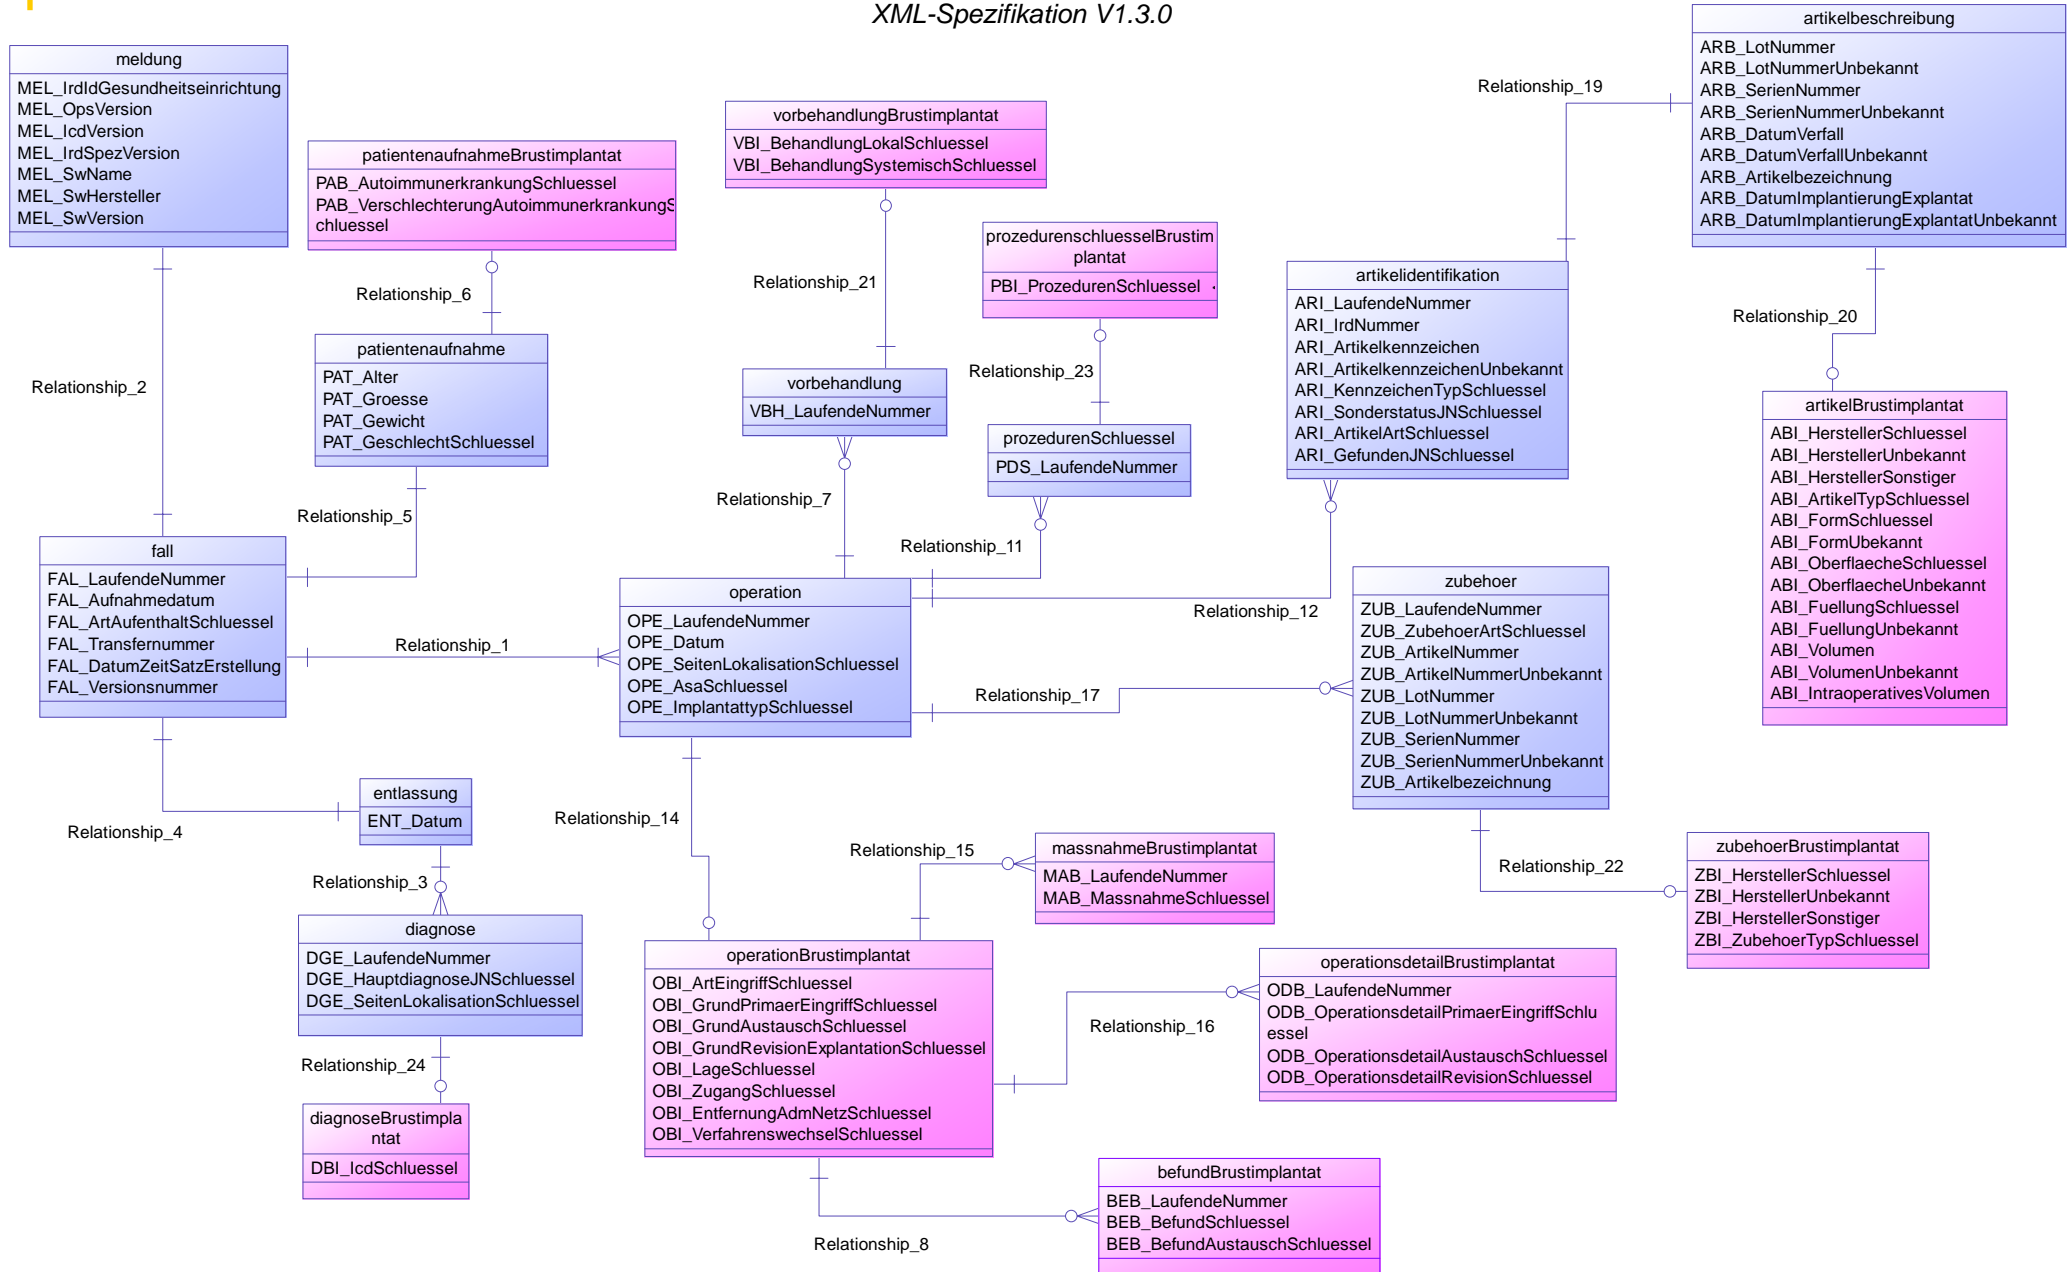 XML-Spezifikation V1.3.0
meldung
MEL_IrdIdGesundheitseinrichtung
MEL_OpsVersion
MEL_IcdVersion
MEL_IrdSpezVersion
MEL_SwName
MEL_SwHersteller
MEL_SwVersion
patientenaufnahmeBrustimplantat
PAB_AutoimmunerkrankungSchluessel
PAB_VerschlechterungAutoimmunerkrankungS
chluessel
vorbehandlungBrustimplantat
VBI_BehandlungLokalSchluessel
VBI_BehandlungSystemischSchluessel
prozedurenschluesselBrustim
plantat
PBI_ProzedurenSchluessel
Relationship_19
artikelbeschreibung
ARB_LotNummer
ARB_LotNummerUnbekannt
ARB_SerienNummer
ARB_SerienNummerUnbekannt
ARB_DatumVerfall
ARB_DatumVerfallUnbekannt
ARB_Artikelbezeichnung
ARB_DatumImplantierungExplantat
ARB_DatumImplantierungExplantatUnbekannt
Relationship_6
Relationship_21
Relationship_23
Relationship_20
artikelidentifikation
ARI_LaufendeNummer
ARI_IrdNummer
ARI_Artikelkennzeichen
ARI_ArtikelkennzeichenUnbekannt
ARI_KennzeichenTypSchluessel
ARI_SonderstatusJNSchluessel
ARI_ArtikelArtSchluessel
ARI_GefundenJNSchluessel
Relationship_2
patientenaufnahme
PAT_Alter
PAT_Groesse
PAT_Gewicht
PAT_GeschlechtSchluessel
vorbehandlung
VBH_LaufendeNummer
prozedurenSchluessel
PDS_LaufendeNummer
artikelBrustimplantat
ABI_HerstellerSchluessel
ABI_HerstellerUnbekannt
ABI_HerstellerSonstiger
ABI_ArtikelTypSchluessel
ABI_FormSchluessel
ABI_FormUbekannt
ABI_OberflaecheSchluessel
ABI_OberflaecheUnbekannt
ABI_FuellungSchluessel
ABI_FuellungUnbekannt
ABI_Volumen
ABI_VolumenUnbekannt
ABI_IntraoperativesVolumen
Relationship_5
Relationship_7
Relationship_11
Relationship_12
fall
FAL_LaufendeNummer
FAL_Aufnahmedatum
FAL_ArtAufenthaltSchluessel
FAL_Transfernummer
FAL_DatumZeitSatzErstellung
FAL_Versionsnummer
Relationship_1
operation
OPE_LaufendeNummer
OPE_Datum
OPE_SeitenLokalisationSchluessel
OPE_AsaSchluessel
OPE_ImplantattypSchluessel
Relationship_17
zubehoer
ZUB_LaufendeNummer
ZUB_ZubehoerArtSchluessel
ZUB_ArtikelNummer
ZUB_ArtikelNummerUnbekannt
ZUB_LotNummer
ZUB_LotNummerUnbekannt
ZUB_SerienNummer
ZUB_SerienNummerUnbekannt
ZUB_Artikelbezeichnung
Relationship_4
entlassung
ENT_Datum
Relationship_14
Relationship_15
massnahmeBrustimplantat
MAB_LaufendeNummer
MAB_MassnahmeSchluessel
Relationship_22
zubehoerBrustimplantat
ZBI_HerstellerSchluessel
ZBI_HerstellerUnbekannt
ZBI_HerstellerSonstiger
ZBI_ZubehoerTypSchluessel
Relationship_3
diagnose
DGE_LaufendeNummer
DGE_HauptdiagnoseJNSchluessel
DGE_SeitenLokalisationSchluessel
operationBrustimplantat
OBI_ArtEingriffSchluessel
OBI_GrundPrimaerEingriffSchluessel
OBI_GrundAustauschSchluessel
OBI_GrundRevisionExplantationSchluessel
OBI_LageSchluessel
OBI_ZugangSchluessel
OBI_EntfernungAdmNetzSchluessel
OBI_VerfahrenswechselSchluessel
Relationship_16
operationsdetailBrustimplantat
ODB_LaufendeNummer
ODB_OperationsdetailPrimaerEingriffSchlu
essel
ODB_OperationsdetailAustauschSchluessel
ODB_OperationsdetailRevisionSchluessel
Relationship_24
diagnoseBrustimpla
ntat
DBI_IcdSchluessel
Relationship_8
befundBrustimplantat
BEB_LaufendeNummer
BEB_BefundSchluessel
BEB_BefundAustauschSchluessel